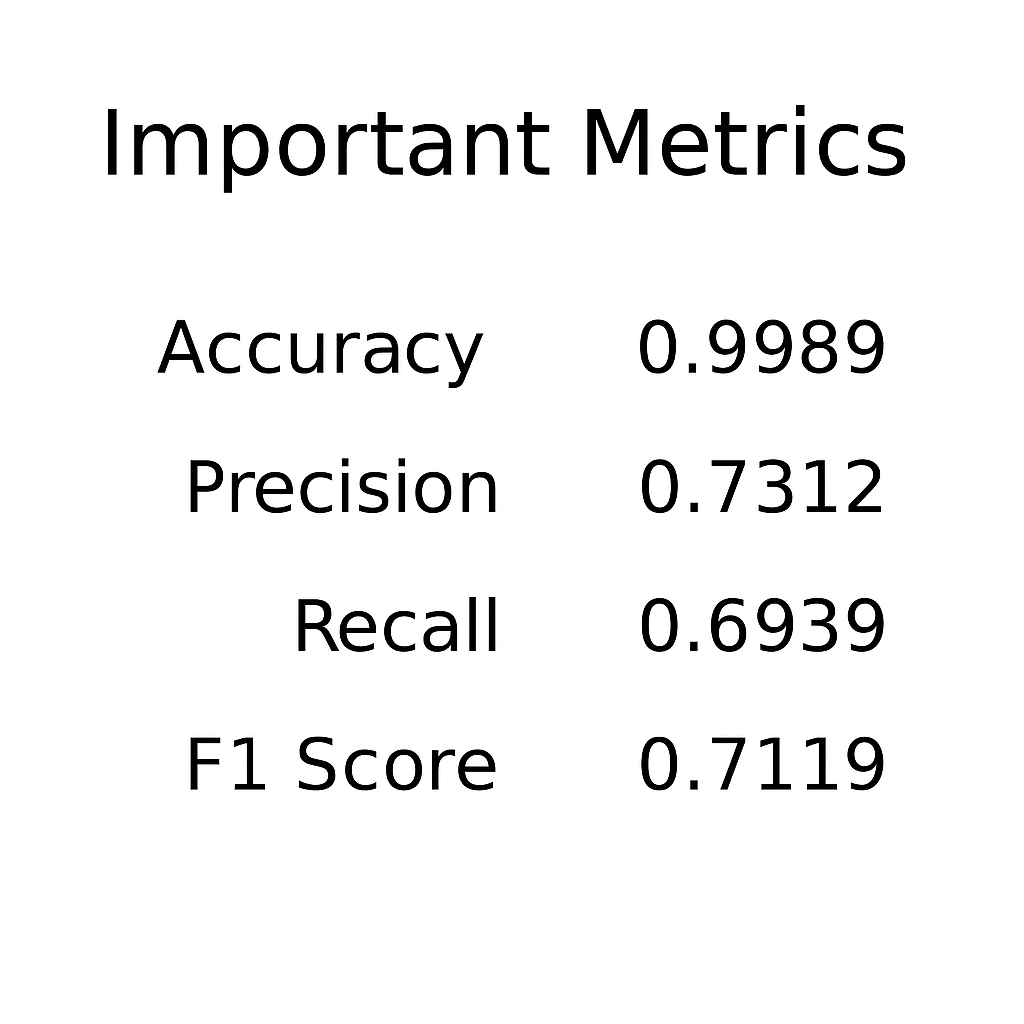 Important Metrics
Accuracy 0.9989
Precision 0.7312
Recall 0.6939
F1 Score 0.7119